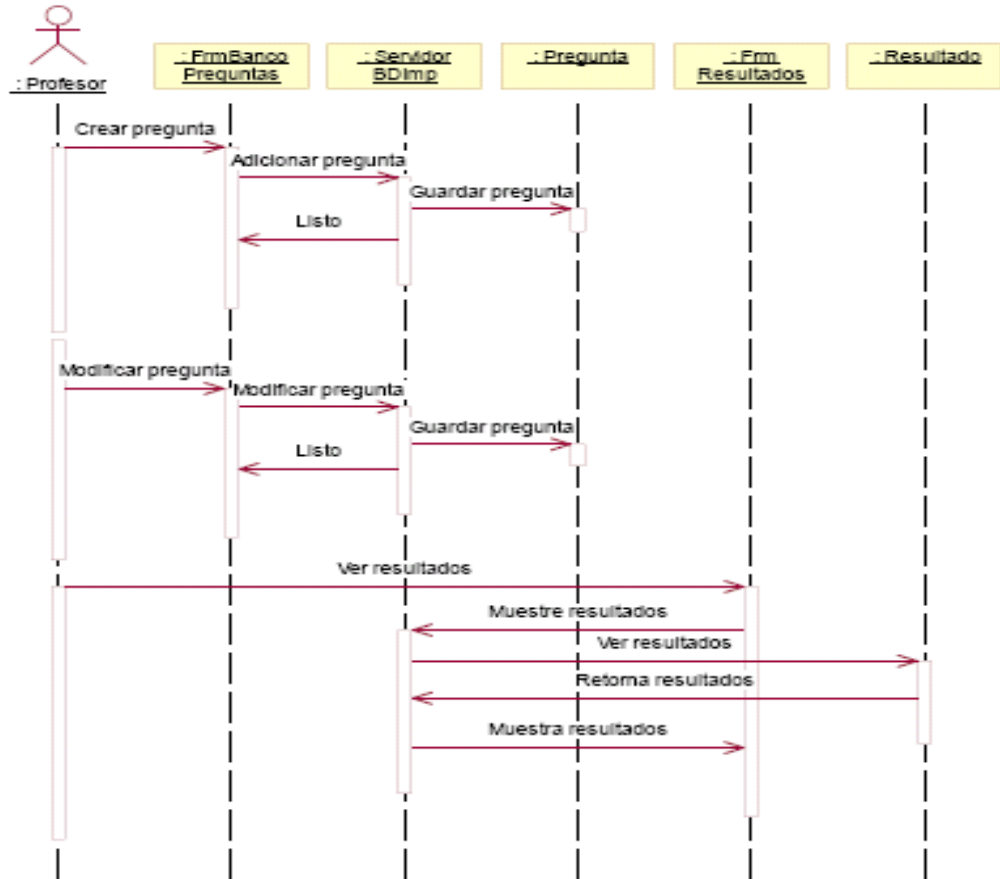 : Profesor
: FrmBanco
Preguntas
: Servidor
BDImp
: Pregunta
: Frm
Resultados
: Resultado
Crear pregunta
Adicionar pregunta
Guardar pregunta
Listo
Modificar pregunta
Modificar pregunta
Guardar pregunta
Listo
Ver resultados
Muestre resultados
Ver resultados
Retorna resultados
Muestra resultados